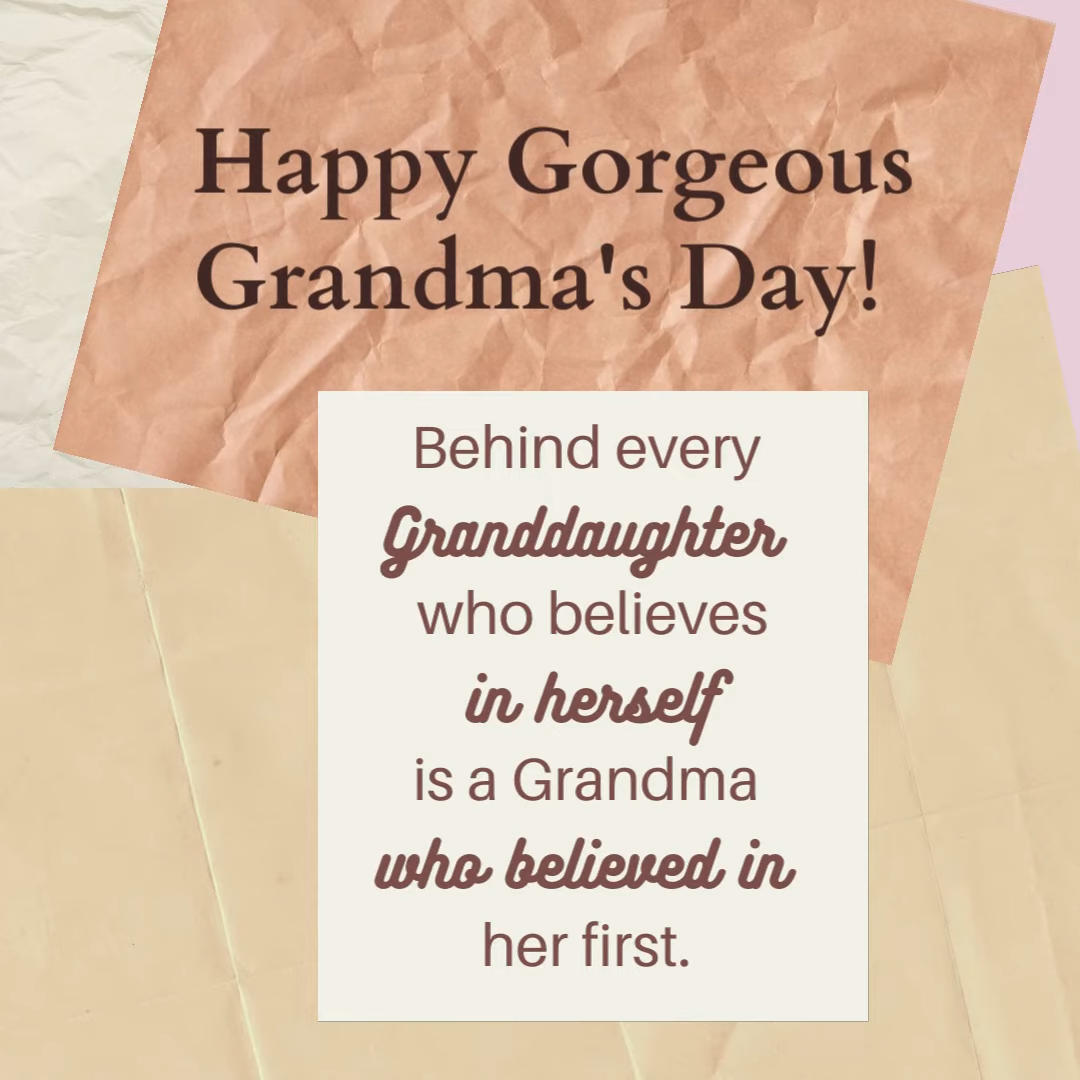 Happy Gorgeous
Grandma's Day!
Behind every
Granddaughter
who believes
in herself
is a Grandma
who believed in
her first.